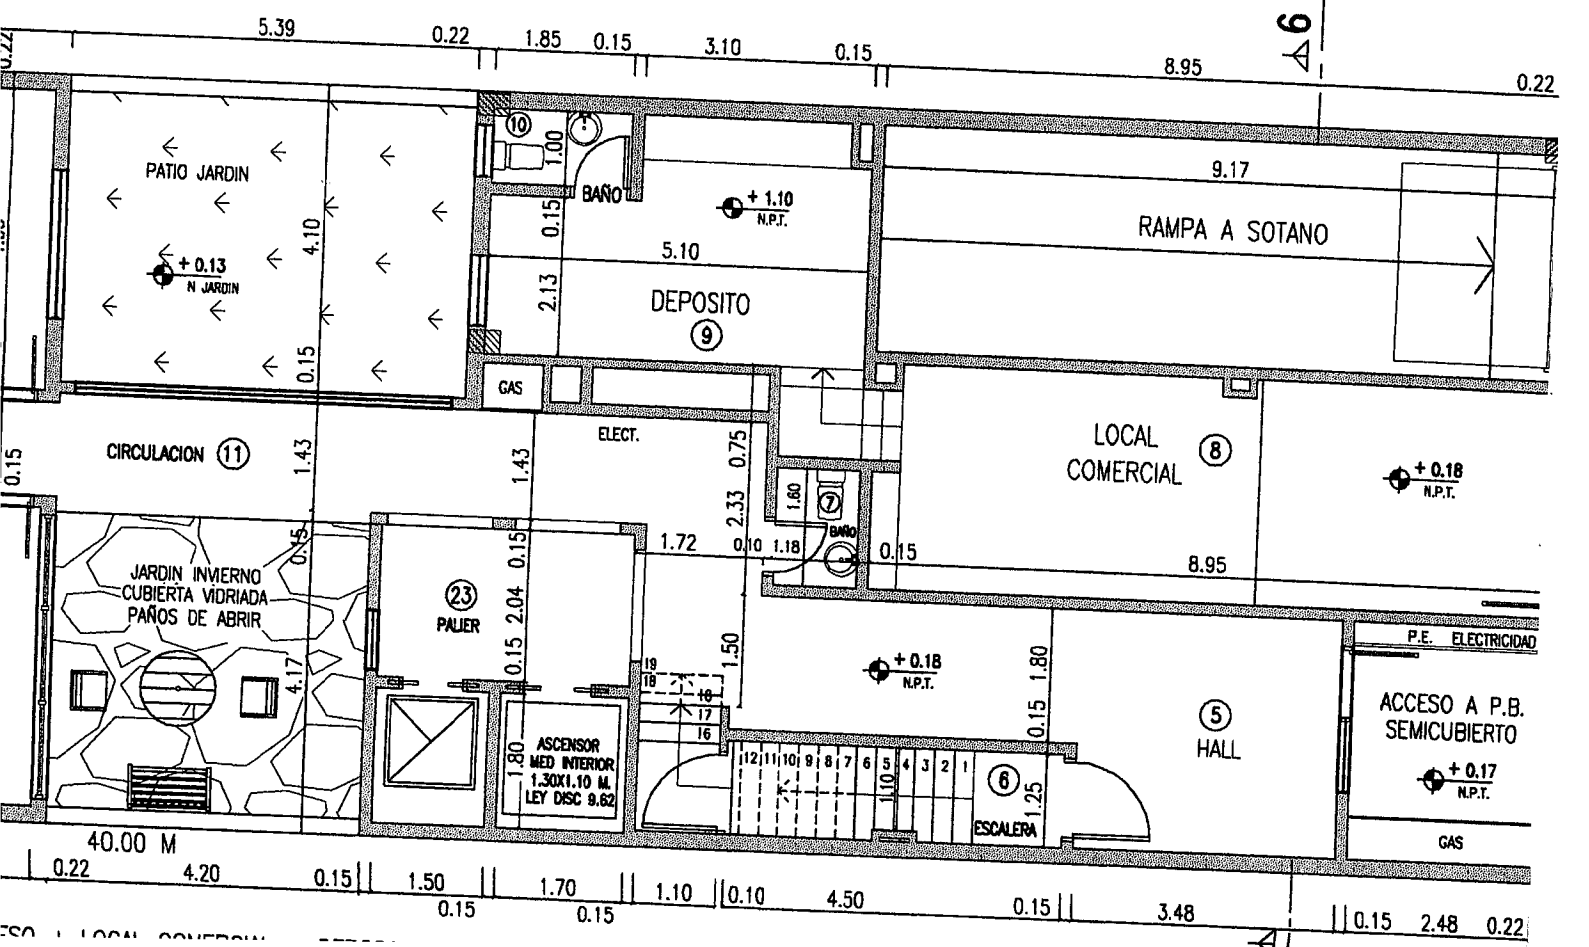 6
0.22
5.39
0.22
1.85
0.15
3.10
0.15
8.95
0.22
PATIO JARDIN
4.10
+ 0.13
N JARDIN
0.15
10
1.00
BAÑO
0.15
2.13
+ 1.10
N.P.T.
5.10
DEPOSITO
9
9.17
RAMPA A SOTANO
GAS
ELECT.
CIRCULACION 11
0.15
1.43
1.43
0.75
2.33
1.60
7
BAÑO
LOCAL
COMERCIAL
8
+ 0.18
N.P.T.
0.15
0.15
1.72
0.10
1.18
0.15
8.95
JARDIN INVIERNO
CUBIERTA VIDRIADA
PAÑOS DE ABRIR
4.17
23
PALIER
2.04
0.15
1.50
19
18
18
17
16
+ 0.18
N.P.T.
1.80
0.15
5
HALL
P.E. ELECTRICIDAD
ACCESO A P.B.
SEMICUBIERTO
+ 0.17
N.P.T.
GAS
1.80
ASCENSOR
MED INTERIOR
1.30X1.10 M.
LEY DISC 9.62
12 11 10 9 8 7 6 5 4 3 2 1
1.10
6
1.25
ESCALERA
40.00 M
0.22
4.20
0.15
1.50
0.15
1.70
0.15
1.10
0.10
4.50
0.15
3.48
0.15
2.48
0.22